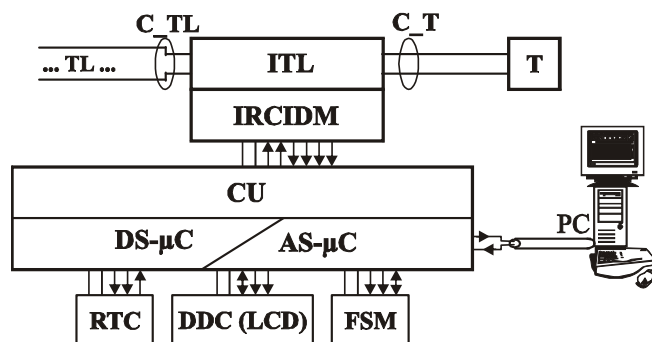 C_TL
C_T
... TL ...
ITL
T
IRCIDM
CU
PC
DS-µC
AS-µC
RTC
DDC (LCD)
FSM